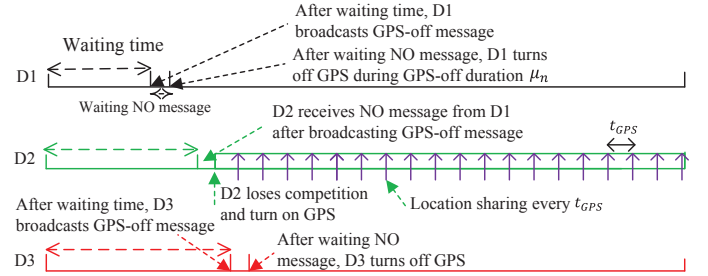 After waiting time, D1
broadcasts GPS-off message
Waiting time
After waiting NO message, D1 turns
off GPS during GPS-off duration μn
D1
Waiting NO message
D2 receives NO message from D1
after broadcasting GPS-off message
tGPS
D2
D2 loses competition
and turn on GPS
Location sharing every tGPS
After waiting time, D3
broadcasts GPS-off message
After waiting NO
message, D3 turns off GPS
D3